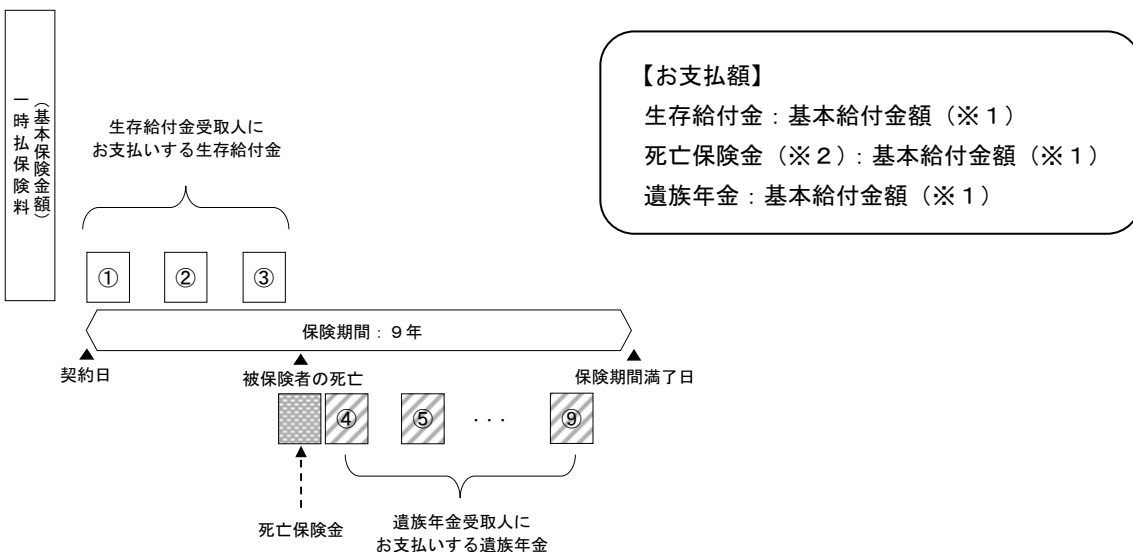 一時払保険料
（基本保険金額）
生存給付金受取人に
お支払いする生存給付金
【お支払額】
生存給付金：基本給付金額（※１）
死亡保険金（※２）：基本給付金額（※１）
遺族年金：基本給付金額（※１）
①
②
③
保険期間：９年
契約日
被保険者の死亡
保険期間満了日
④
⑤
・・・
⑨
死亡保険金
遺族年金受取人に
お支払いする遺族年金